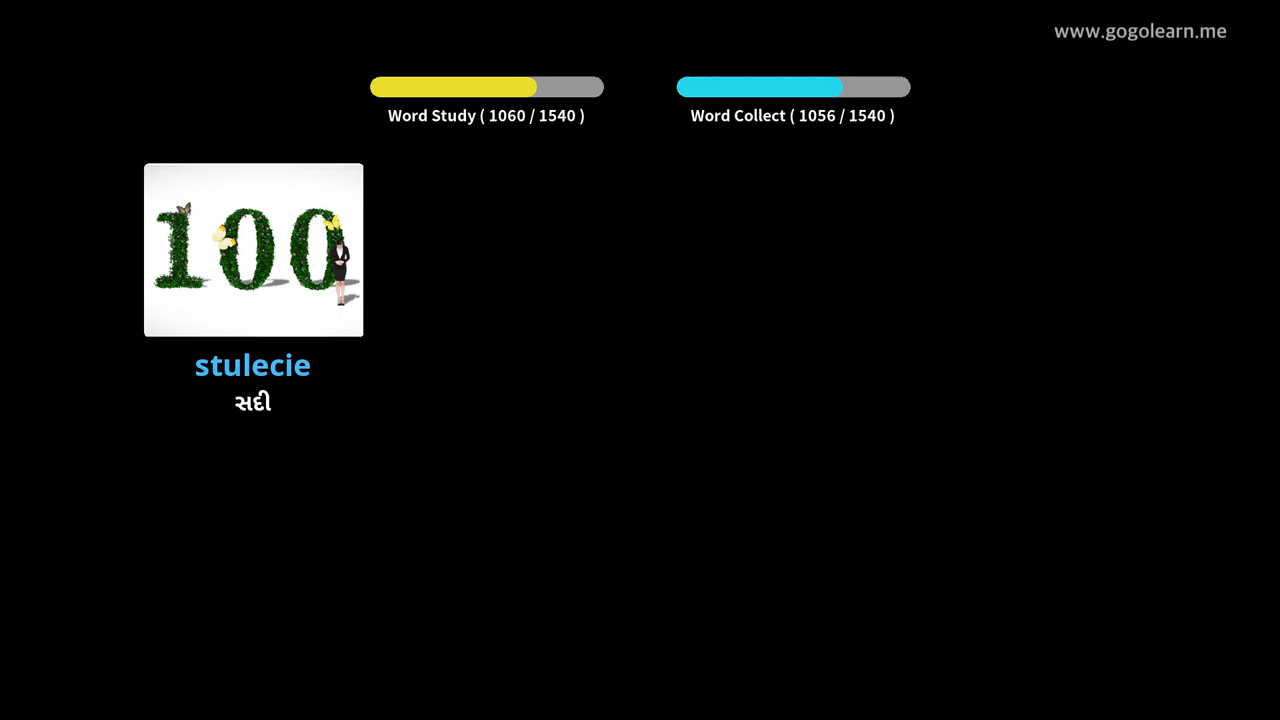 www.gogolearn.me
Word Study ( 1060 / 1540 )
Word Collect ( 1056 / 1540 )
100
stulecie
સદી